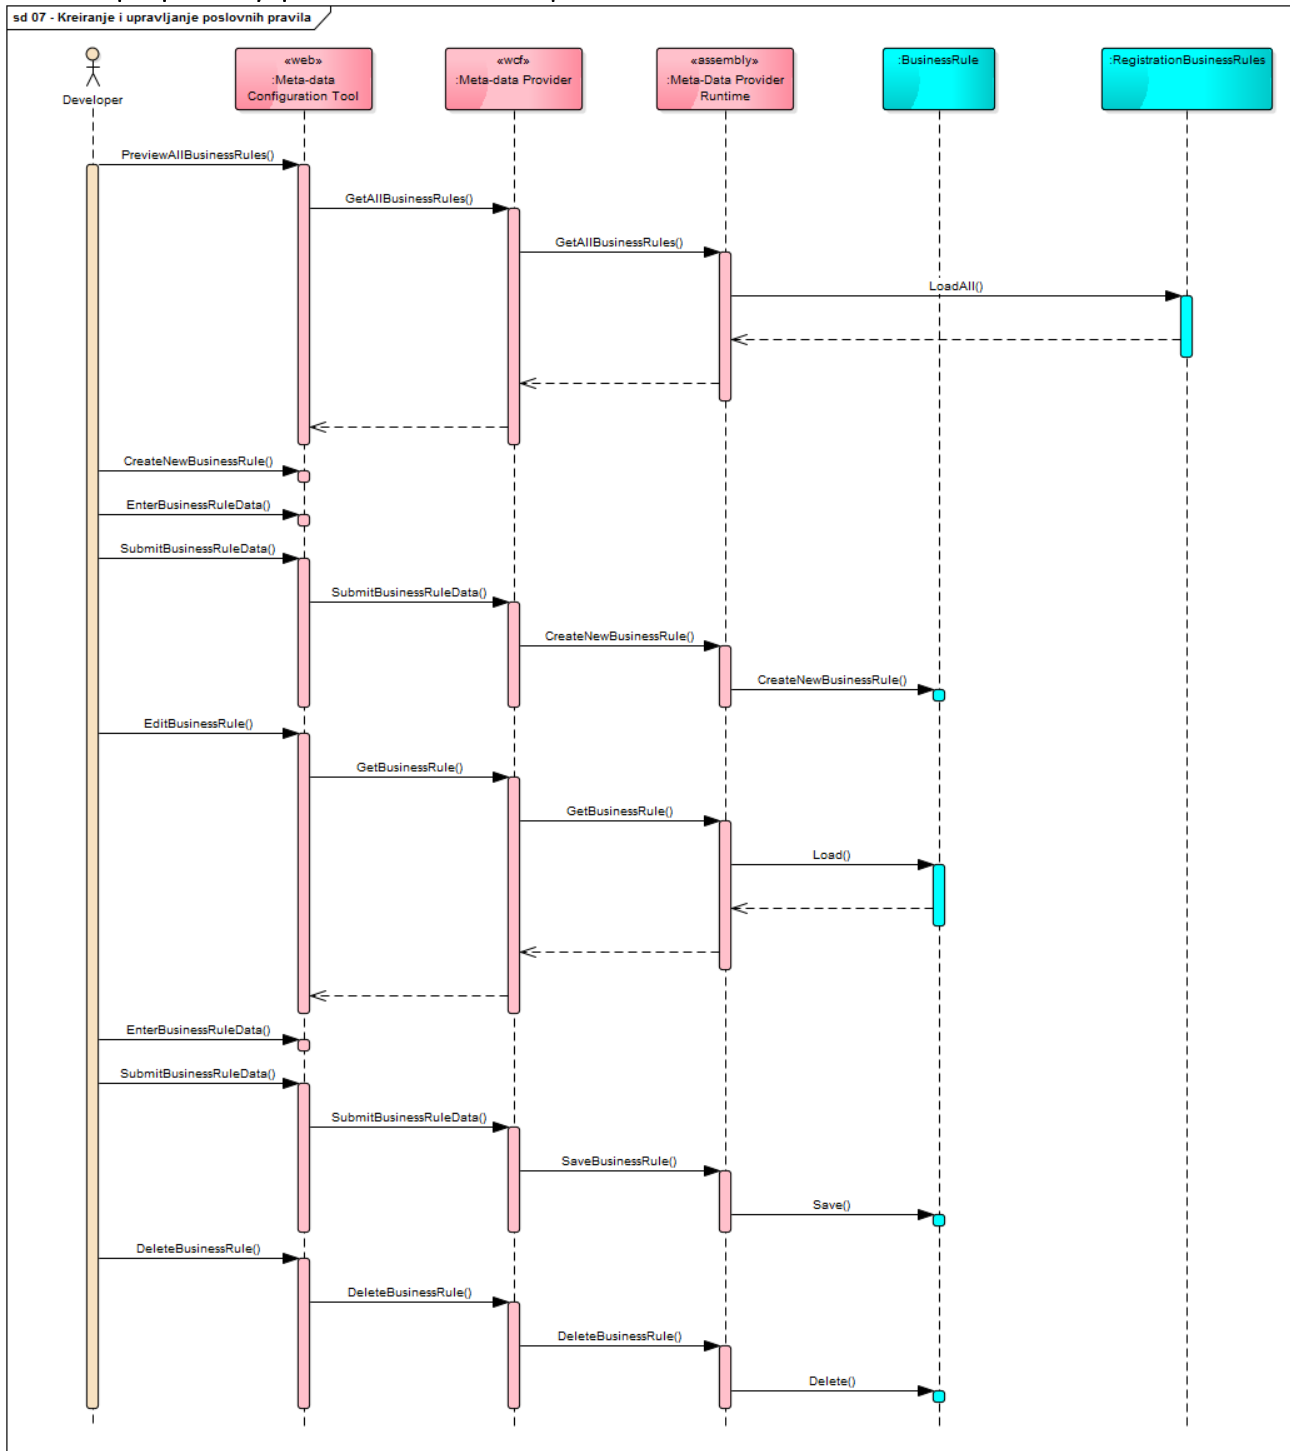 sd 07 - Kreiranje i upravljanje poslovnih pravila
Developer
«web»
:Meta-data
Configuration Tool
«wcf»
:Meta-data Provider
«assembly»
:Meta-Data Provider
Runtime
:BusinessRule
:RegistrationBusinessRules
PreviewAllBusinessRules()
GetAllBusinessRules()
GetAllBusinessRules()
LoadAll()
CreateNewBusinessRule()
EnterBusinessRuleData()
SubmitBusinessRuleData()
SubmitBusinessRuleData()
CreateNewBusinessRule()
CreateNewBusinessRule()
EditBusinessRule()
GetBusinessRule()
GetBusinessRule()
Load()
EnterBusinessRuleData()
SubmitBusinessRuleData()
SubmitBusinessRuleData()
SaveBusinessRule()
Save()
DeleteBusinessRule()
DeleteBusinessRule()
DeleteBusinessRule()
Delete()